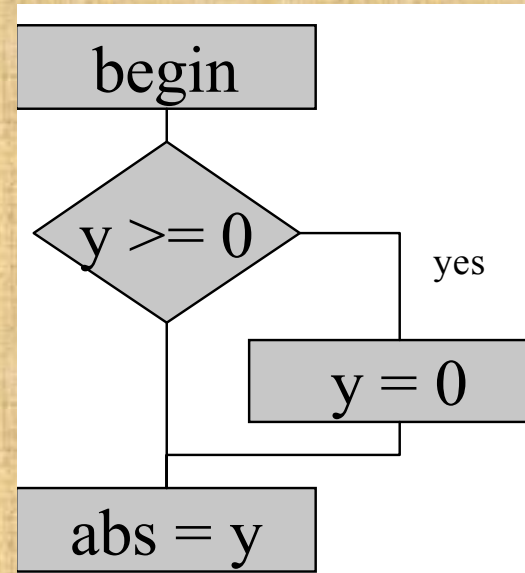 begin
y >= 0
yes
y = 0
abs = y